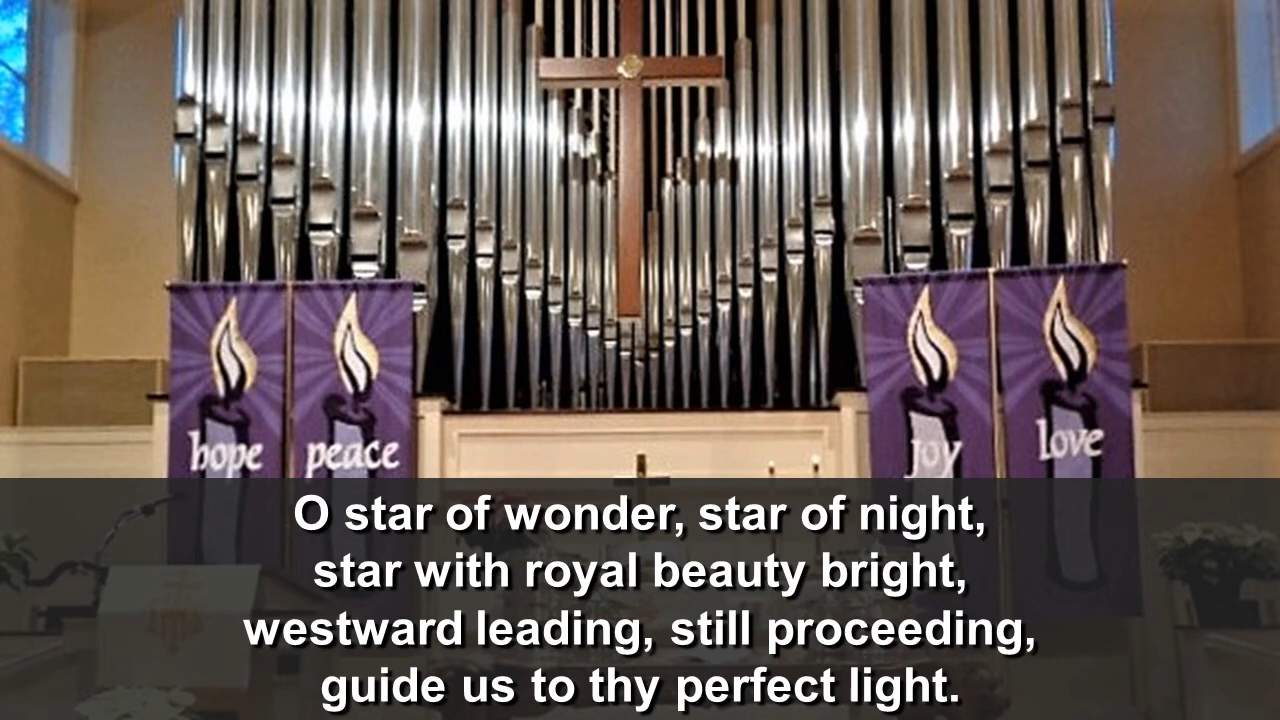 hope
peace
joy
love
O star of wonder, star of night,
star with royal beauty bright,
westward leading, still proceeding,
guide us to thy perfect light.